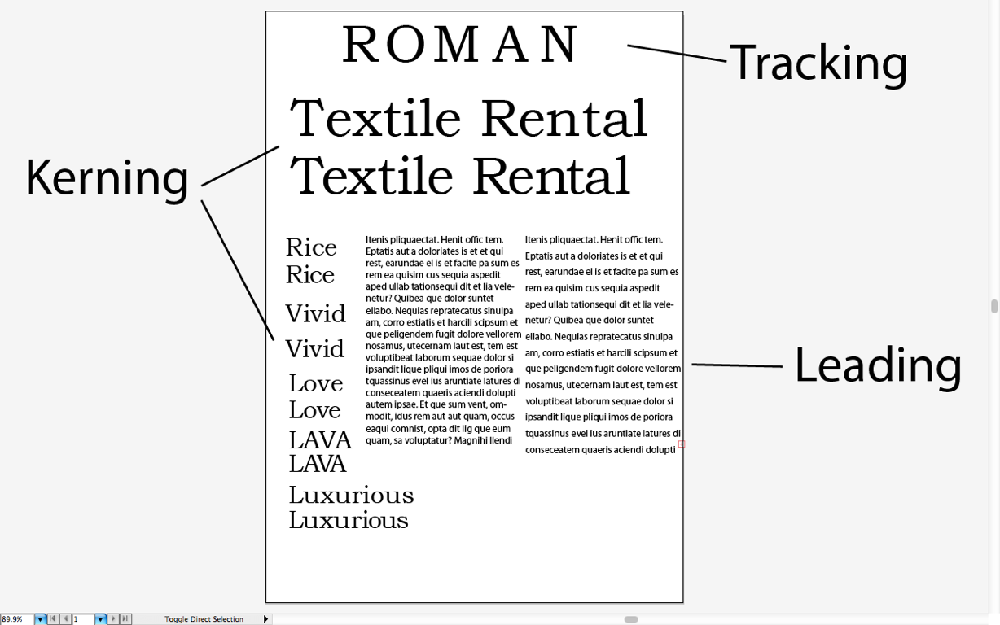 ROMAN
Tracking
Textile Rental
Textile Rental
Kerning
Rice
Rice
Vivid
Vivid
Love
Love
LAVA
LAVA
Luxurious
Luxurious
Itenis pliquaectat. Henit offic tem.
Eptatis aut a doloriates is et et qui
rest, earundae el is et facite pa sum es
rem ea quisim cus sequia aspedit
aped ullab tationsequi dit et lia vele-
netur? Quibea que dolor suntet
ellabo. Nequias repratecatus sinulpa
am, corro estiatis et harcili scipsum et
que peligendem fugit dolore vellorem
nosamus, utecernam laut est, tem est
voluptibeat laborum sequae dolor si
ipsandit lique pliqui imos de poriora
tquassinus evel ius aruntiate latures di
conseceatem quaeris aciendi dolupti
autem ipsae. Et que sum vent, om-
modit, idus rem aut aut quam, occus
eaqui comnist, opta dit lig que eum
quam, sa voluptatur? Magnihi llendi
Itenis pliquaectat. Henit offic tem.
Eptatis aut a doloriates is et et qui
rest, earundae el is et facite pa sum es
rem ea quisim cus sequia aspedit
aped ullab tationsequi dit et lia vele-
netur? Quibea que dolor suntet
ellabo. Nequias repratecatus sinulpa
am, corro estiatis et harcili scipsum et
que peligendem fugit dolore vellorem
nosamus, utecernam laut est, tem est
voluptibeat laborum sequae dolor si
ipsandit lique pliqui imos de poriora
tquassinus evel ius aruntiate latures di
conseceatem quaeris aciendi dolupti
Leading
89.9% 1 Toggle Direct Selection